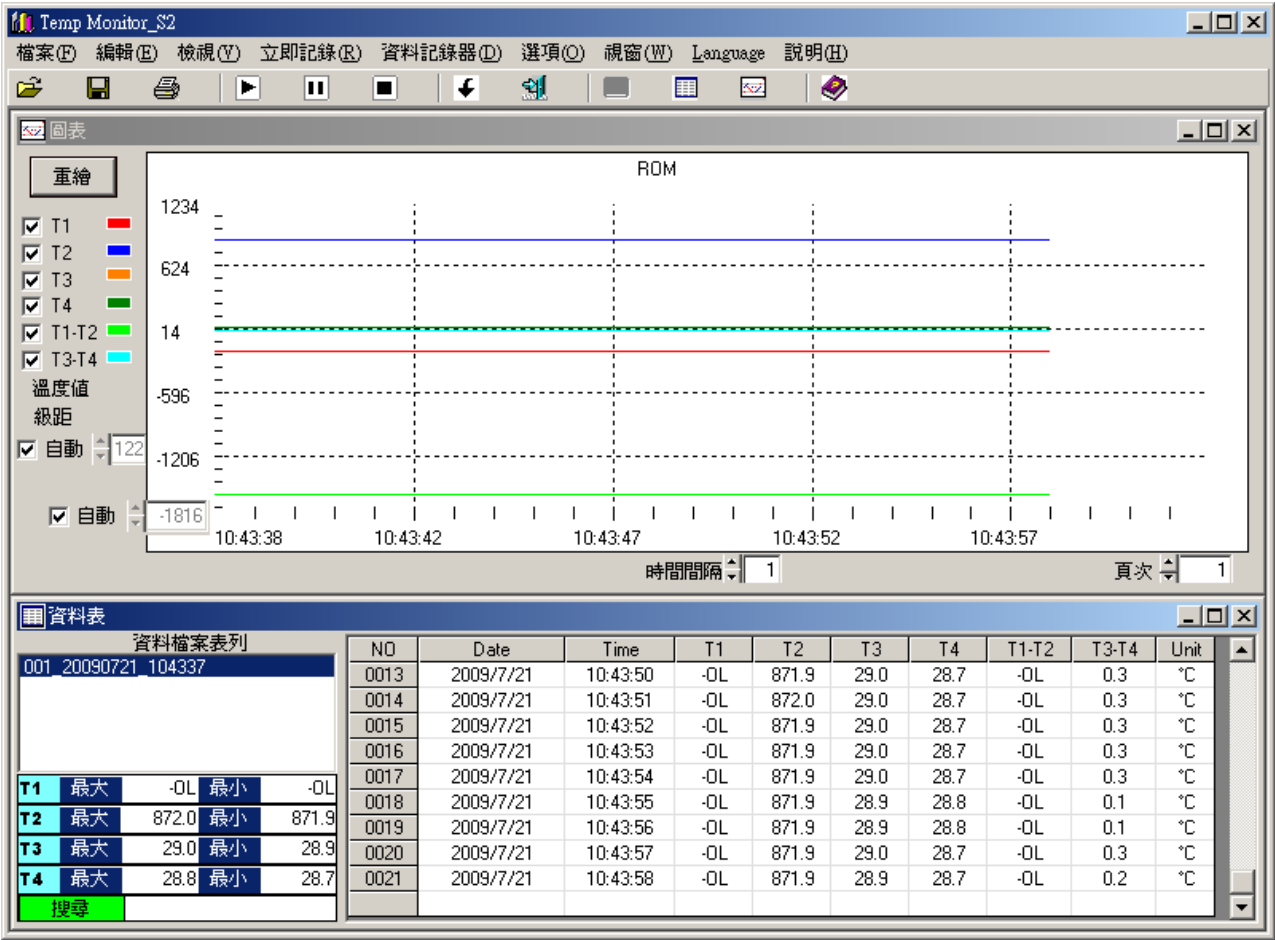 Temp Monitor_S2
檔案(F) 編輯(E) 檢視(V) 立即記錄(R) 資料記錄器(D) 選項(O) 視窗(W) Language 說明(H)
圖表
重繪
ROM
T1
T2
T3
T4
T1-T2
T3-T4
溫度值
級距
自動 122
自動 -1816
1234
624
14
-596
-1206
10:43:38 10:43:42 10:43:47 10:43:52 10:43:57
時間間隔 1 頁次 1
資料表
資料檔案表列
001_20090721_104337
T1 最大 -OL 最小 -OL
T2 最大 872.0 最小 871.9
T3 最大 29.0 最小 28.9
T4 最大 28.8 最小 28.7
搜尋
NO Date Time T1 T2 T3 T4 T1-T2 T3-T4 Unit
0013 2009/7/21 10:43:50 -OL 871.9 29.0 28.7 -OL 0.3 °C
0014 2009/7/21 10:43:51 -OL 872.0 29.0 28.7 -OL 0.3 °C
0015 2009/7/21 10:43:52 -OL 871.9 29.0 28.7 -OL 0.3 °C
0016 2009/7/21 10:43:53 -OL 871.9 29.0 28.7 -OL 0.3 °C
0017 2009/7/21 10:43:54 -OL 871.9 29.0 28.7 -OL 0.3 °C
0018 2009/7/21 10:43:55 -OL 871.9 28.9 28.8 -OL 0.1 °C
0019 2009/7/21 10:43:56 -OL 871.9 28.9 28.8 -OL 0.1 °C
0020 2009/7/21 10:43:57 -OL 871.9 29.0 28.7 -OL 0.3 °C
0021 2009/7/21 10:43:58 -OL 871.9 28.9 28.7 -OL 0.2 °C